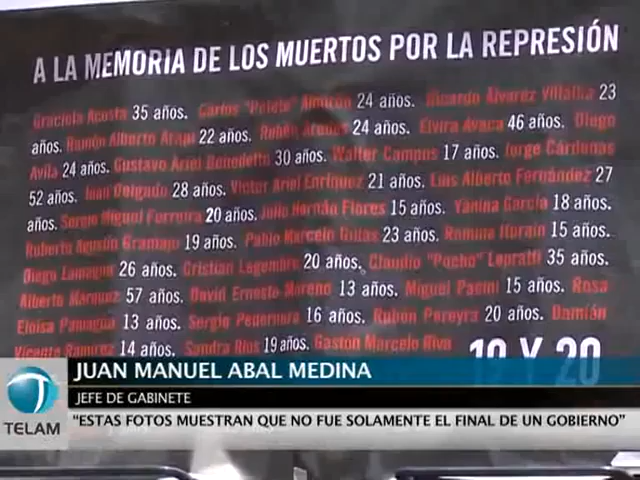 A LA MEMORIA DE LOS MUERTOS POR LA REPRESIÓN
Graciela Acosta 35 años. Carlos "Petete" Almirón 24 años. Ricardo Álvarez Villalba 23
años. Ramón Alberto Arapi 22 años. Rubén Aredes 24 años. Elvira Avaca 46 años. Diego
Avila 24 años. Gustavo Ariel Benedetto 30 años. Walter Campos 17 años. Jorge Cárdenas
52 años. Juan Delgado 28 años. Víctor Ariel Enríquez 21 años. Luis Alberto Fernández 27
años. Sergio Miguel Ferreira 20 años. Julio Hernán Flores 15 años. Yanina García 18 años.
Roberto Agustín Gramajo 19 años. Pablo Marcelo Guías 23 años. Romina Iturain 15 años.
Diego Lamagna 26 años. Cristian Legembre 20 años. Claudio "Pocho" Lepratti 35 años.
Alberto Márquez 57 años. David Ernesto Moreno 13 años. Miguel Pacini 15 años. Rosa
Eloísa Paniagua 13 años. Sergio Pedernera 16 años. Rubén Pereyra 20 años. Damián
Vicente Ramírez 14 años. Sandra Ríos 19 años. Gastón Marcelo Riva
19 Y 20
JUAN MANUEL ABAL MEDINA
JEFE DE GABINETE
"ESTAS FOTOS MUESTRAN QUE NO FUE SOLAMENTE EL FINAL DE UN GOBIERNO"
TELAM